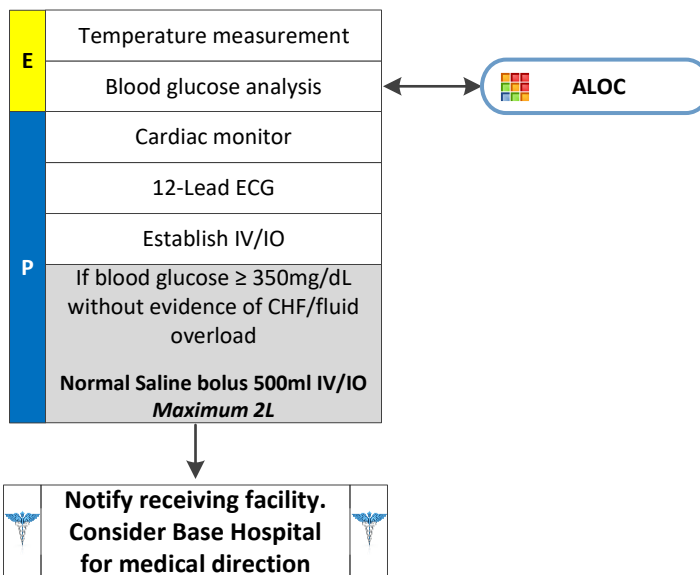 E
Temperature measurement
Blood glucose analysis
ALOC
P
Cardiac monitor
12-Lead ECG
Establish IV/IO
If blood glucose ≥ 350mg/dL
without evidence of CHF/fluid
overload
Normal Saline bolus 500ml IV/IO
Maximum 2L
Notify receiving facility.
Consider Base Hospital
for medical direction